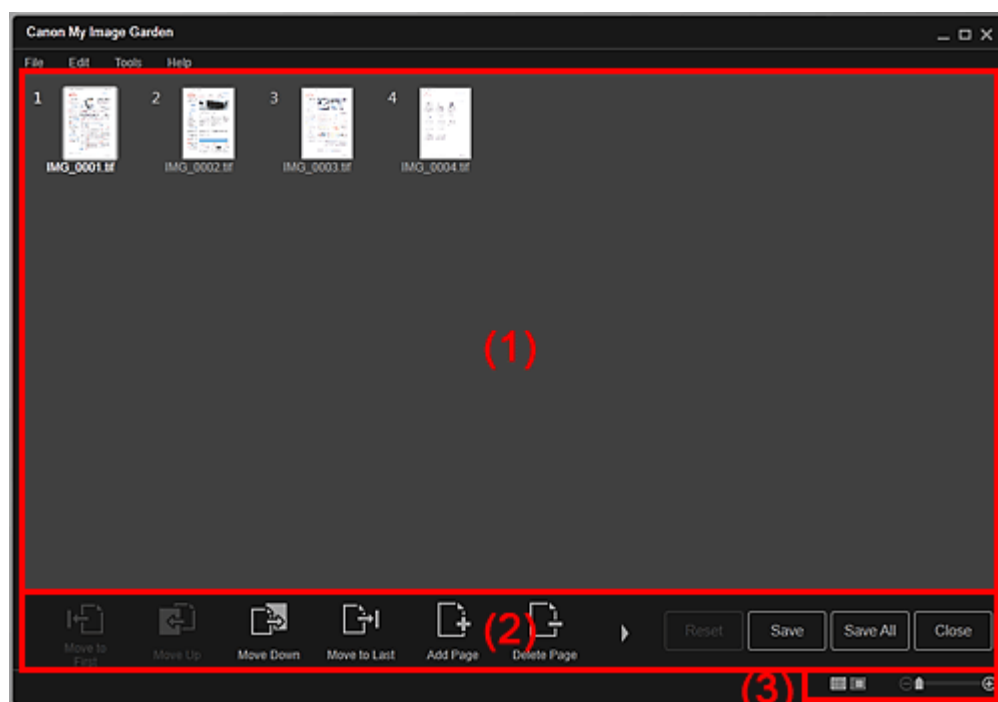 Canon My Image Garden
File Edit Tools Help
1 2 3 4
IMG_0001.tif IMG_0002.tif IMG_0003.tif IMG_0004.tif
(1)
(2)
Move to First Move Up Move Down Move to Last Add Page Delete Page Reset Save Save All Close
(3)